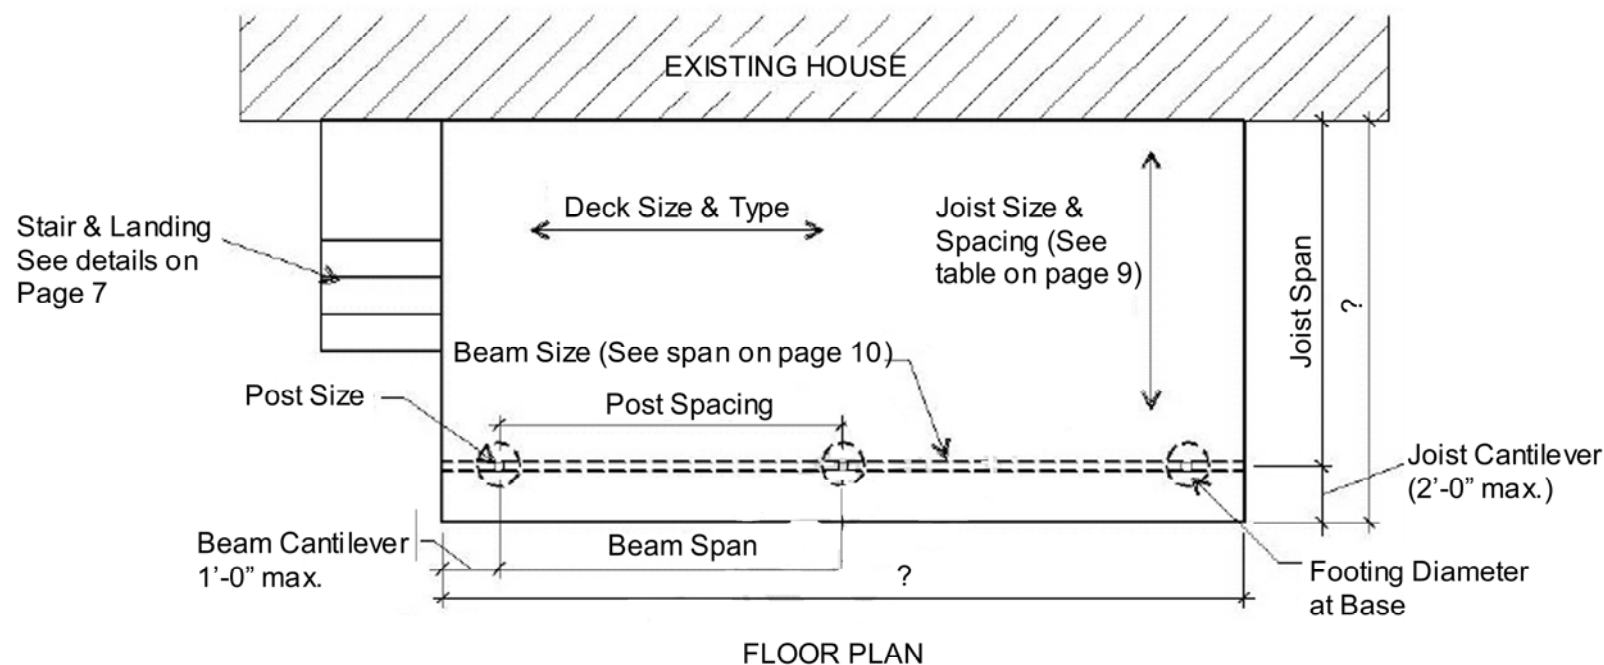 EXISTING HOUSE
Stair & Landing
See details on
Page 7
Deck Size & Type
Joist Size &
Spacing (See
table on page 9)
Joist Span
?
Beam Size (See span on page 10)
Post Size
Post Spacing
Joist Cantilever
(2’-0” max.)
Beam Cantilever
1’-0” max.
Beam Span
?
Footing Diameter
at Base
FLOOR PLAN